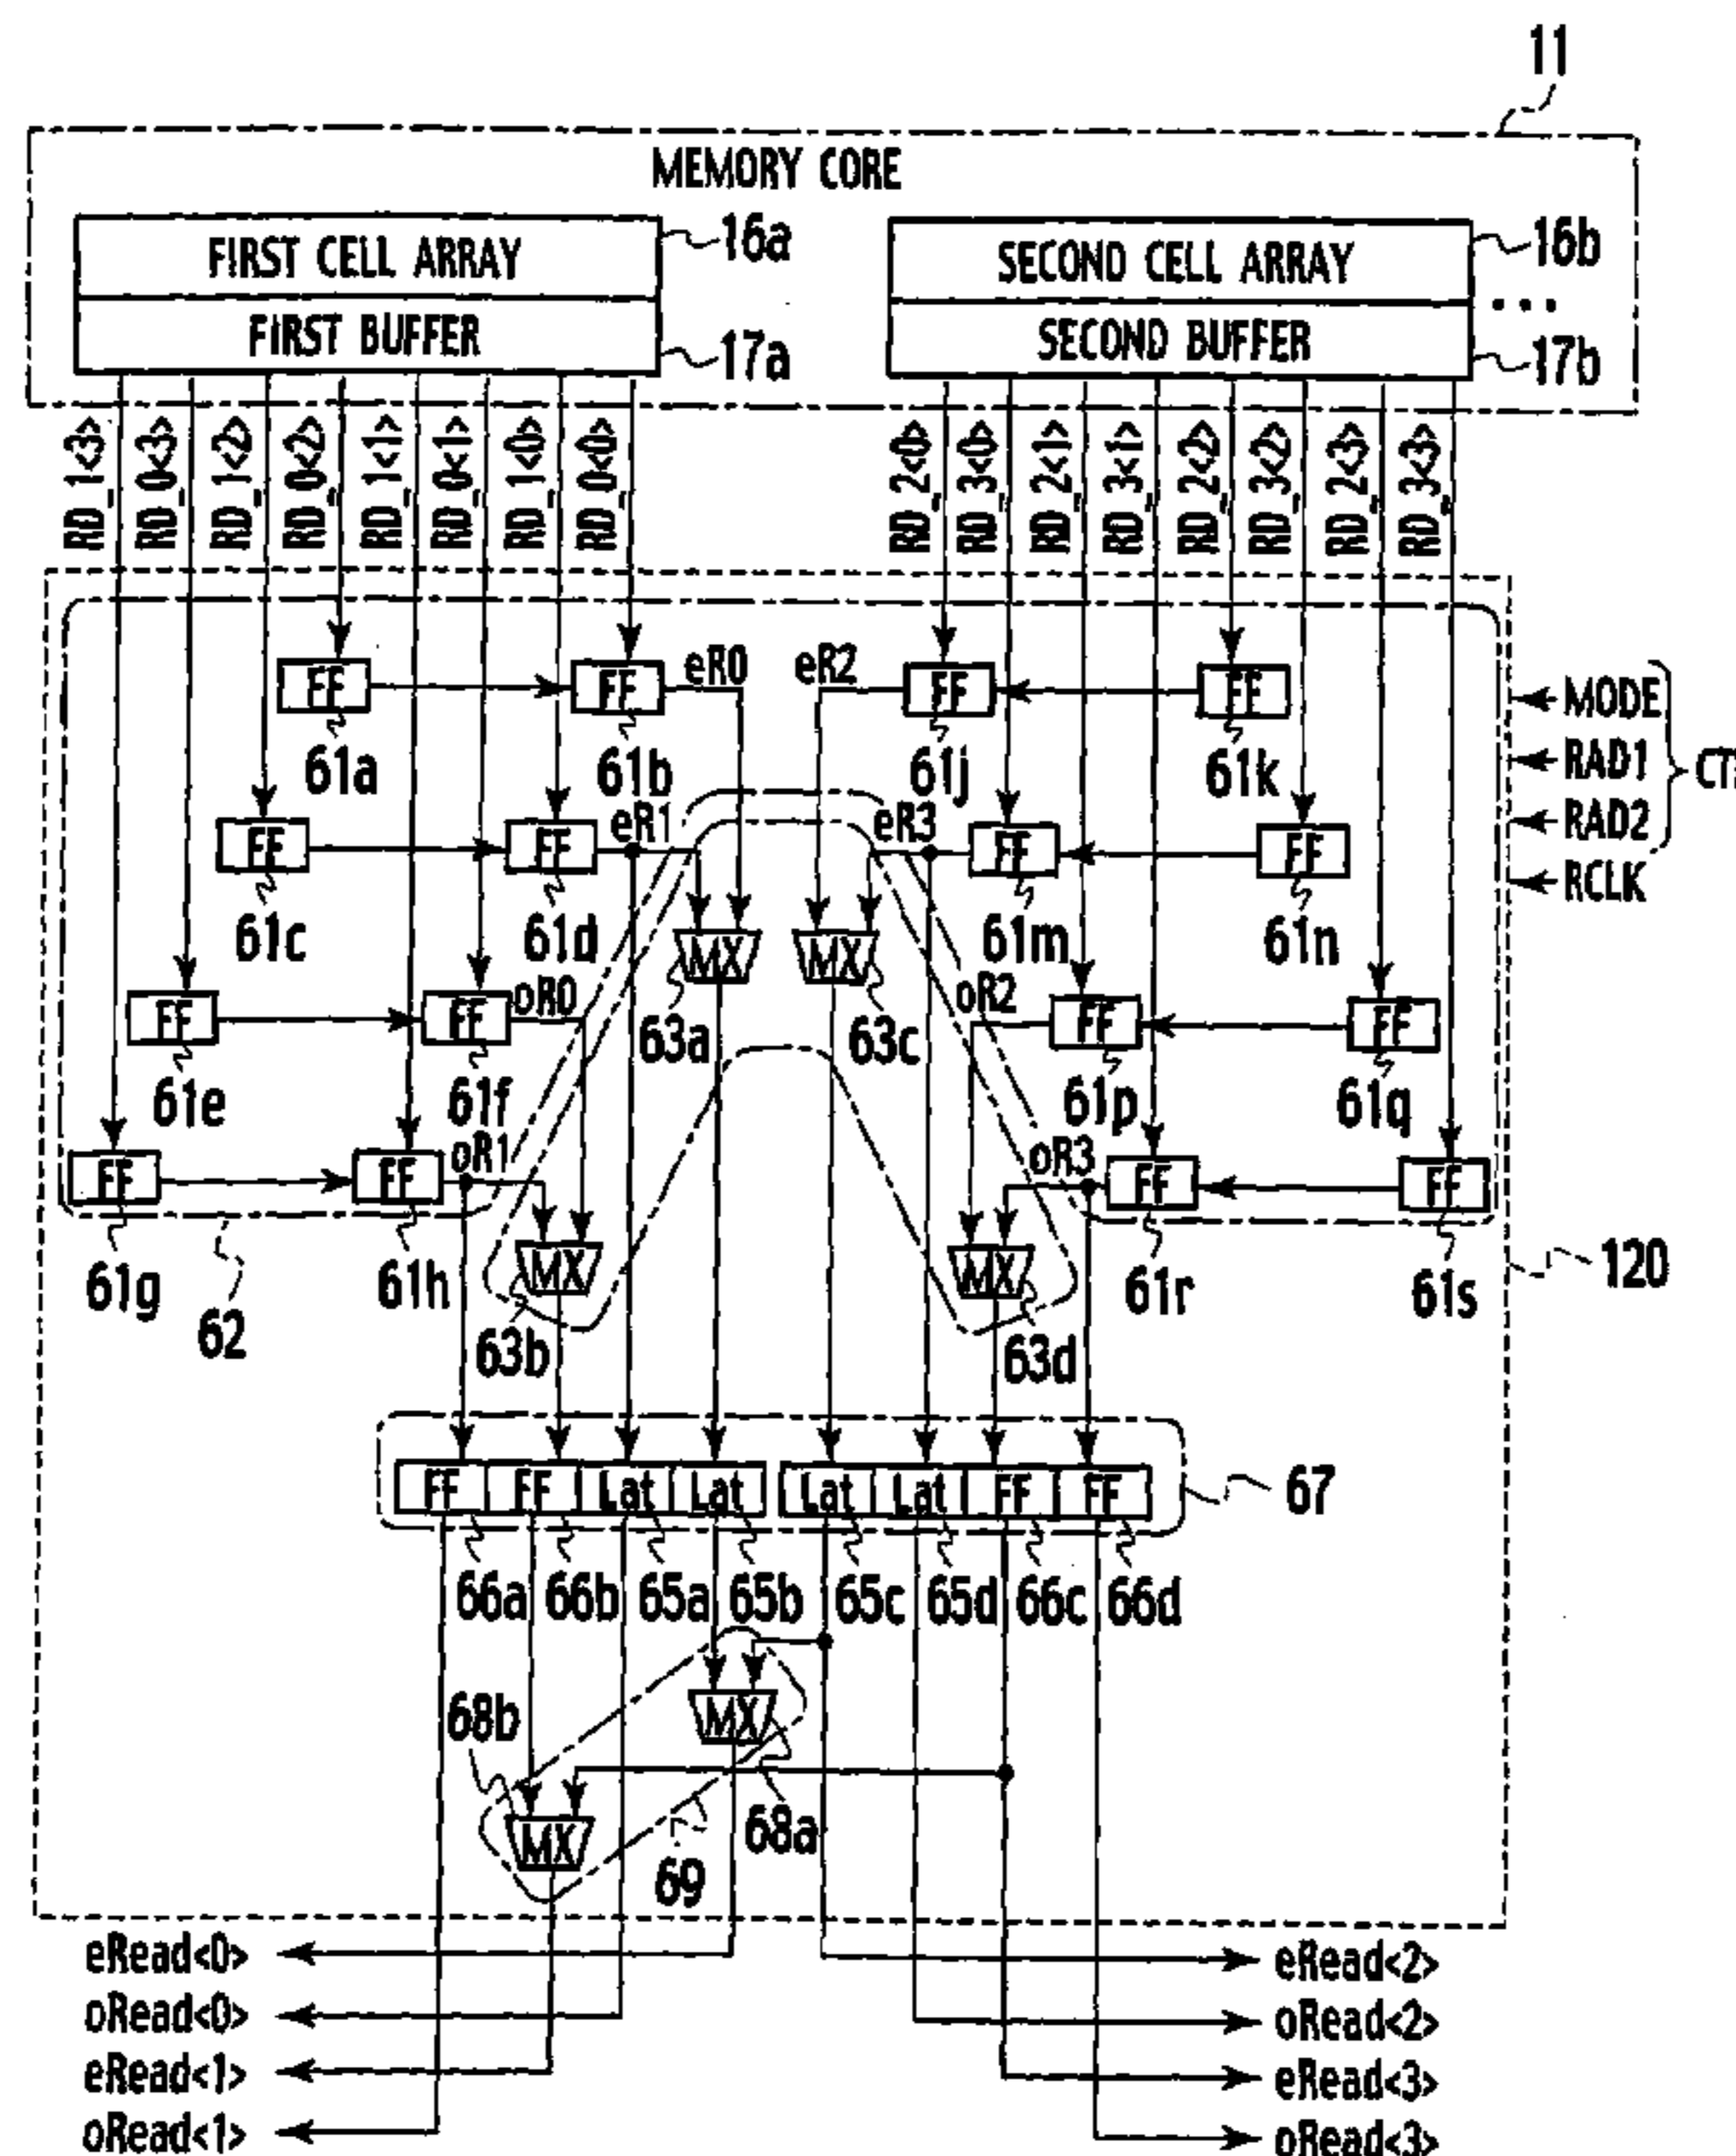 11
MEMORY CORE
FIRST CELL ARRAY
16a
SECOND CELL ARRAY
16b
...
FIRST BUFFER
17a
SECOND BUFFER
17b
RD_1<3>
RD_0<3>
RD_1<2>
RD_0<2>
RD_1<1>
RD_0<1>
RD_1<0>
RD_0<0>
RD_2<0>
RD_3<0>
RD_2<1>
RD_3<1>
RD_2<2>
RD_3<2>
RD_2<3>
RD_3<3>
FF
FF
eR0
eR2
FF
FF
61a
61b
61j
61k
MODE
RAD1
RAD2
RCLK
FF
FF
eR1
eR3
FF
FF
61c
61d
MX
MX
61m
61n
63a
63c
FF
FF
oR0
oR2
FF
FF
61e
61f
61p
61q
FF
FF
oR1
oR3
FF
FF
61g
62
61h
MX
63b
MX
63d
61r
61s
120
FF
FF
Lat
Lat
Lat
Lat
FF
FF
67
66a
66b
65a
65b
65c
65d
66c
66d
68b
MX
68a
MX
69
eRead<0>
oRead<0>
eRead<1>
oRead<1>
eRead<2>
oRead<2>
eRead<3>
oRead<3>